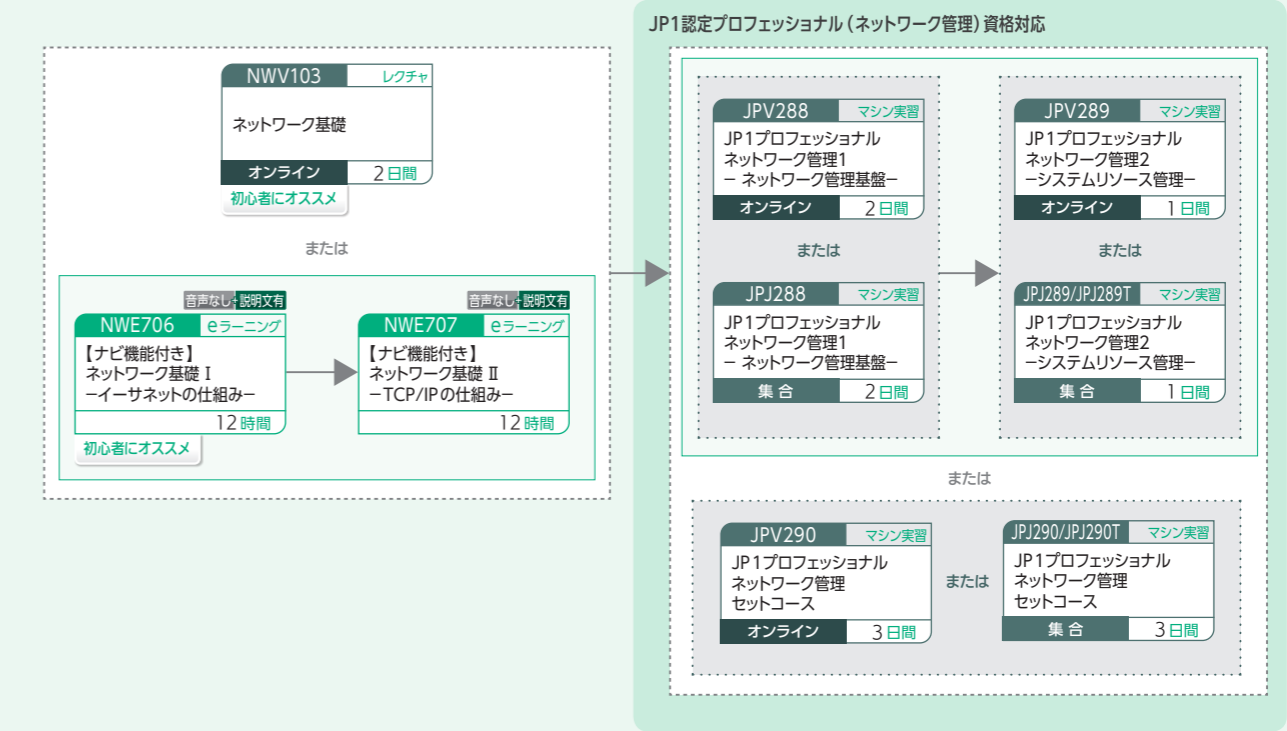 JP1認定プロフェッショナル（ネットワーク管理）資格対応
NWV103 レクチャ
ネットワーク基礎
オンライン 2日間
初心者にオススメ
または
音声なし+説明文有
NWE706 eラーニング
【ナビ機能付き】
ネットワーク基礎 Ⅰ
−イーサネットの仕組み−
12時間
初心者にオススメ
音声なし+説明文有
NWE707 eラーニング
【ナビ機能付き】
ネットワーク基礎 Ⅱ
−TCP/IPの仕組み−
12時間
JPV288 マシン実習
JP1プロフェッショナル
ネットワーク管理1
− ネットワーク管理基盤−
オンライン 2日間
または
JPJ288 マシン実習
JP1プロフェッショナル
ネットワーク管理1
− ネットワーク管理基盤−
集合 2日間
JPV289 マシン実習
JP1プロフェッショナル
ネットワーク管理2
−システムリソース管理−
オンライン 1日間
または
JPJ289/JPJ289T マシン実習
JP1プロフェッショナル
ネットワーク管理2
−システムリソース管理−
集合 1日間
または
JPV290 マシン実習
JP1プロフェッショナル
ネットワーク管理
セットコース
オンライン 3日間
または
JPJ290/JPJ290T マシン実習
JP1プロフェッショナル
ネットワーク管理
セットコース
集合 3日間